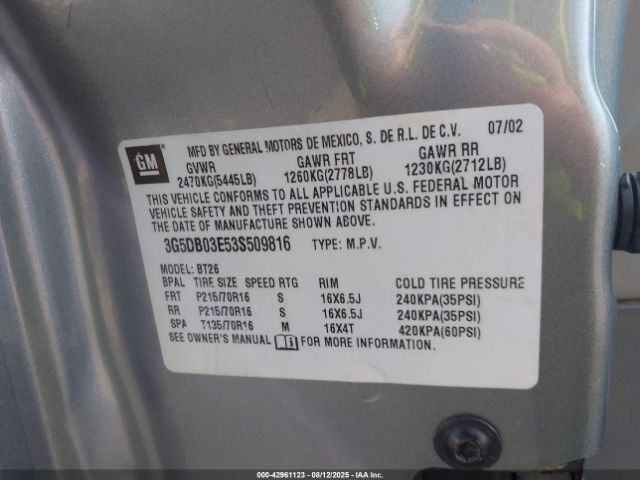 GM
MFD BY GENERAL MOTORS DE MEXICO, S. DE R.L. DE C.V. 07/02
GVWR GAWR FRT GAWR RR
2470KG(5445LB) 1260KG(2778LB) 1230KG(2712LB)
THIS VEHICLE CONFORMS TO ALL APPLICABLE U.S. FEDERAL MOTOR
VEHICLE SAFETY AND THEFT PREVENTION STANDARDS IN EFFECT ON
THE DATE OF MANUFACTURE SHOWN ABOVE.
3G5DB03E53S509816 TYPE: M.P.V.
MODEL: BT26
BPAL TIRE SIZE SPEED RTG RIM COLD TIRE PRESSURE
FRT P215/70R16 S 16X6.5J 240KPA(35PSI)
RR P215/70R16 S 16X6.5J 240KPA(35PSI)
SPA T135/70R16 M 16X4T 420KPA(60PSI)
SEE OWNER'S MANUAL FOR MORE INFORMATION.
000-42961123 - 08/12/2025 - IAA Inc.